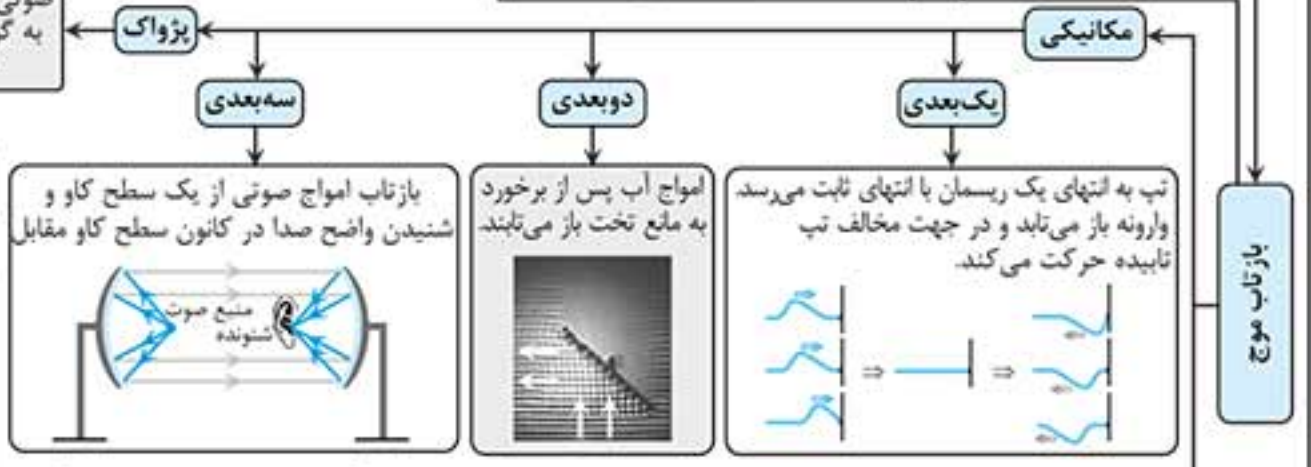 صوتی
به گ
پژواک
مکانیکی
سه‌بعدی
دوبعدی
یک‌بعدی
بازتاب امواج صوتی از یک سطح کاو و
شنیدن واضح صدا در کانون سطح کاو مقابل
منبع صوت
شنونده
امواج آب پس از برخورد
به مانع تخت باز می‌تابند.
تپ به انتهای یک ریسمان با انتهای ثابت می‌رسد.
وارونه باز می‌تابد و در جهت مخالف تپ
تابیده حرکت می‌کند.
⇒ ⇒
بازتاب موج